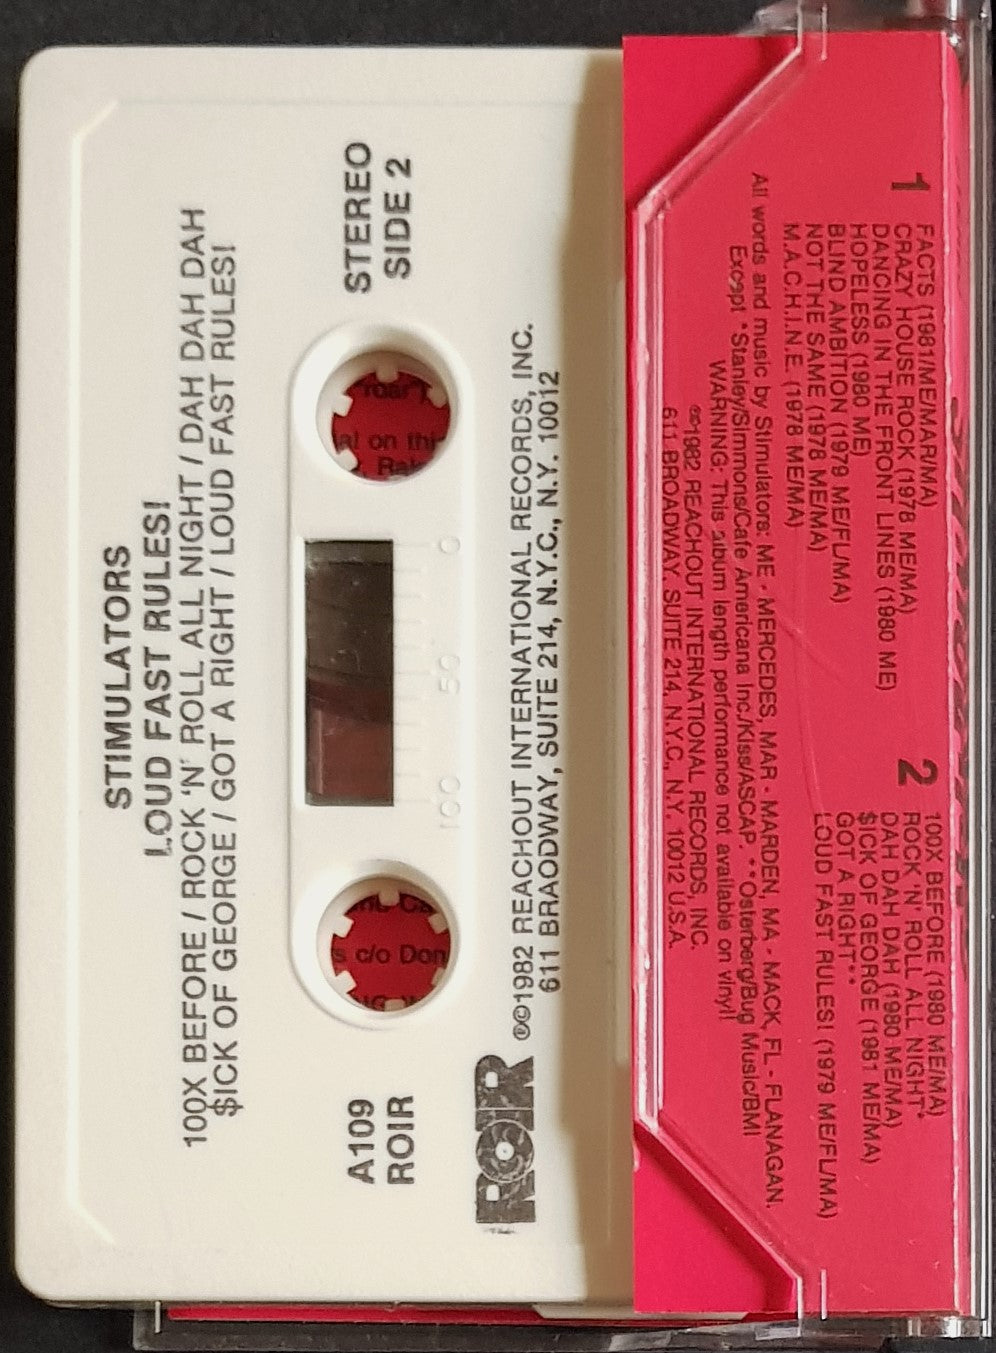 STIMULATORS
LOUD FAST RULES!
100X BEFORE / ROCK 'N' ROLL ALL NIGHT / DAH DAH DAH
$ICK OF GEORGE / GOT A RIGHT / LOUD FAST RULES!
A109
ROIR
STEREO
SIDE 2
0
50
100
c/o Don
on
ROIR
℗©1982 REACHOUT INTERNATIONAL RECORDS, INC.
611 BRAODWAY, SUITE 214, N.Y.C., N.Y. 10012
1
FACTS (1981/ME/MAR/MA)
CRAZY HOUSE ROCK (1978 ME/MA)
DANCING IN THE FRONT LINES (1980 ME)
HOPELESS (1980 ME)
BLIND AMBITION (1979 ME/FL/MA)
NOT THE SAME (1978 ME/MA)
M.A.C.H.I.N.E. (1978 ME/MA)
2
100X BEFORE (1980 ME/MA)
ROCK 'N' ROLL ALL NIGHT*
DAH DAH DAH (1980 ME/MA)
$ICK OF GEORGE (1981 ME/MA)
GOT A RIGHT**
LOUD FAST RULES! (1979 ME/FL/MA)
All words and music by Stimulators: ME - MERCEDES, MAR - MARDEN, MA - MACK, FL - FLANAGAN.
Except *Stanley/Simmons/Cafe Americana Inc./Kiss/ASCAP. **Osterberg/Bug Music/BMI
WARNING: This album length performance not available on vinyl!
℗©1982 REACHOUT INTERNATIONAL RECORDS, INC.
611 BROADWAY, SUITE 214, N.Y.C., N.Y. 10012 U.S.A.